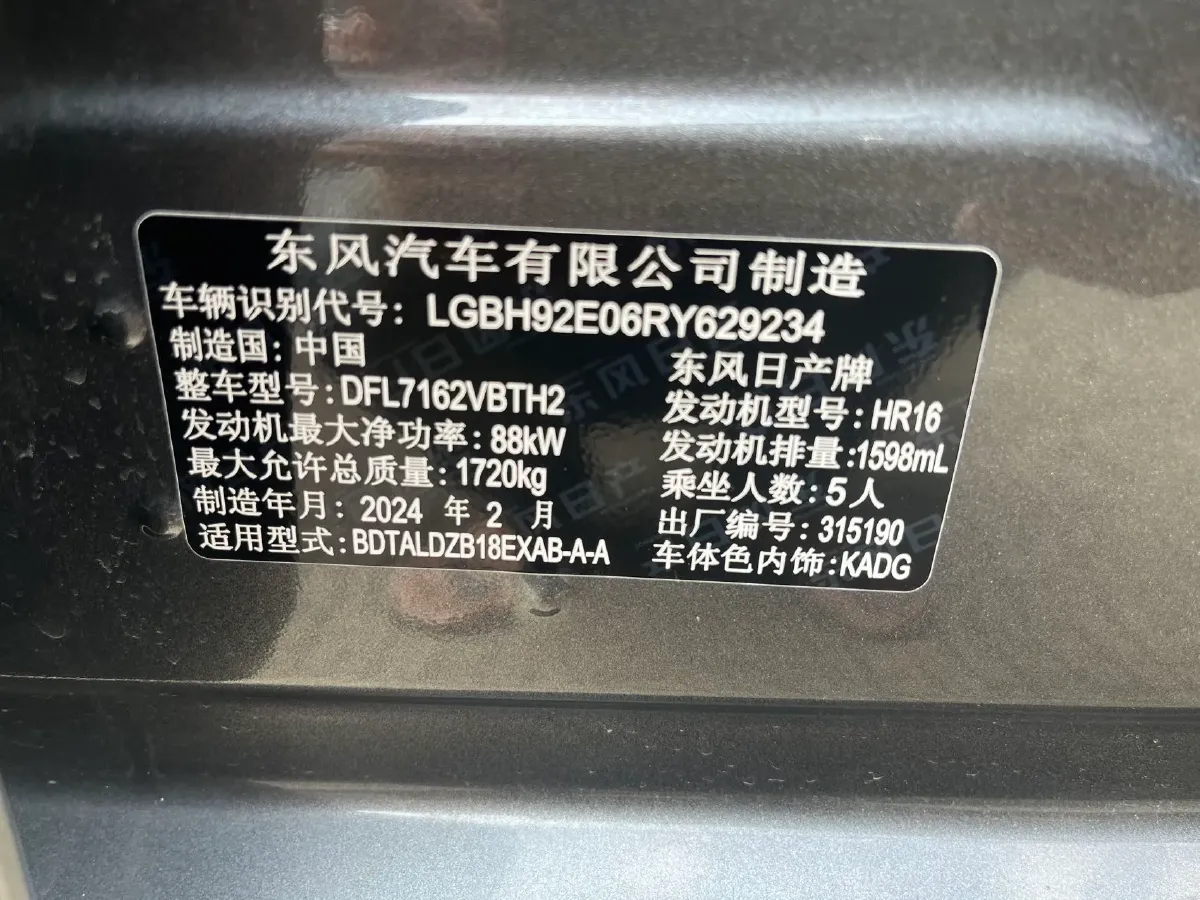 东风汽车有限公司制造
车辆识别代号: LGBH92E06RY629234
制造国: 中国 东风日产牌
整车型号: DFL7162VBTH2 发动机型号: HR16
发动机最大净功率: 88kW 发动机排量:1598mL
最大允许总质量: 1720kg 乘坐人数: 5人
制造年月: 2024 年 2 月 出厂编号: 315190
适用型式: BDTALDZB18EXAB-A-A 车体色内饰:KADG